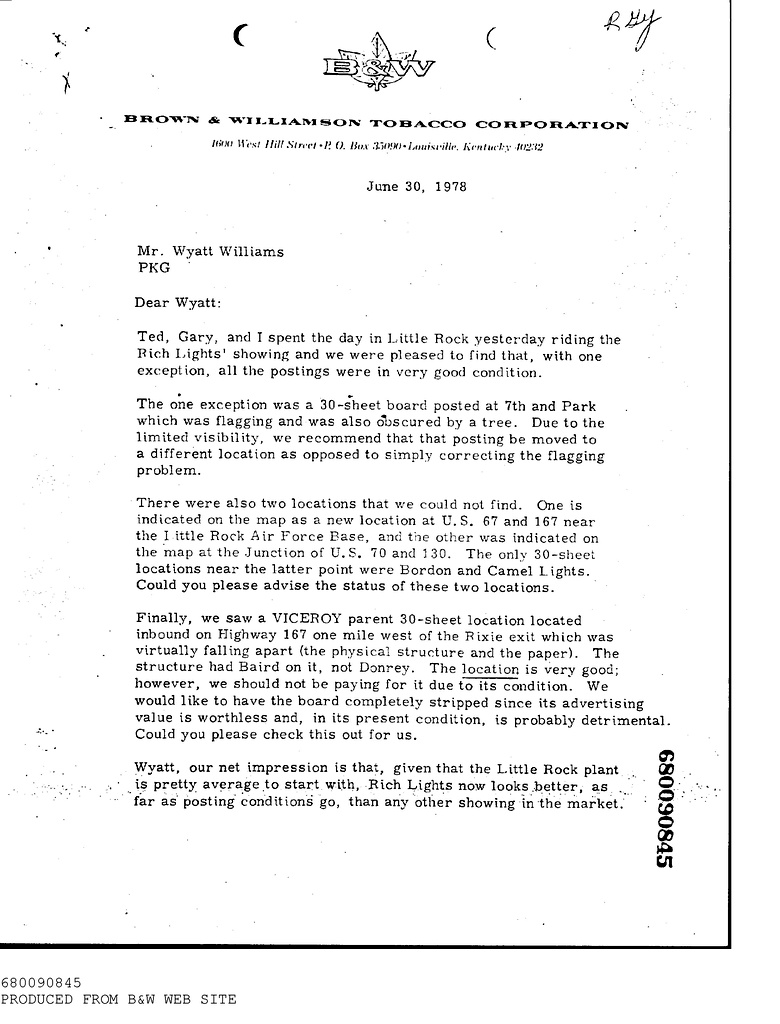 B&W
BROWN & WILLIAMSON TOBACCO CORPORATION
1600 West Hill Street • P. O. Box 35090 • Louisville, Kentucky 40232
June 30, 1978
Mr. Wyatt Williams
PKG
Dear Wyatt:
Ted, Gary, and I spent the day in Little Rock yesterday riding the
Rich Lights' showing and we were pleased to find that, with one
exception, all the postings were in very good condition.
The one exception was a 30-sheet board posted at 7th and Park
which was flagging and was also obscured by a tree. Due to the
limited visibility, we recommend that that posting be moved to
a different location as opposed to simply correcting the flagging
problem.
There were also two locations that we could not find. One is
indicated on the map as a new location at U.S. 67 and 167 near
the Little Rock Air Force Base, and the other was indicated on
the map at the Junction of U.S. 70 and 130. The only 30-sheet
locations near the latter point were Bordon and Camel Lights.
Could you please advise the status of these two locations.
Finally, we saw a VICEROY parent 30-sheet location located
inbound on Highway 167 one mile west of the Rixie exit which was
virtually falling apart (the physical structure and the paper). The
structure had Baird on it, not Donrey. The location is very good;
however, we should not be paying for it due to its condition. We
would like to have the board completely stripped since its advertising
value is worthless and, in its present condition, is probably detrimental.
Could you please check this out for us.
Wyatt, our net impression is that, given that the Little Rock plant
is pretty average to start with, Rich Lights now looks better, as
far as posting conditions go, than any other showing in the market.
680090845
680090845
PRODUCED FROM B&W WEB SITE